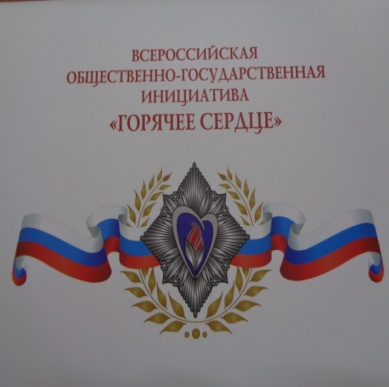 ВСЕРОССИЙСКАЯ
ОБЩЕСТВЕННО-ГОСУДАРСТВЕННАЯ
ИНИЦИАТИВА
«ГОРЯЧЕЕ СЕРДЦЕ»